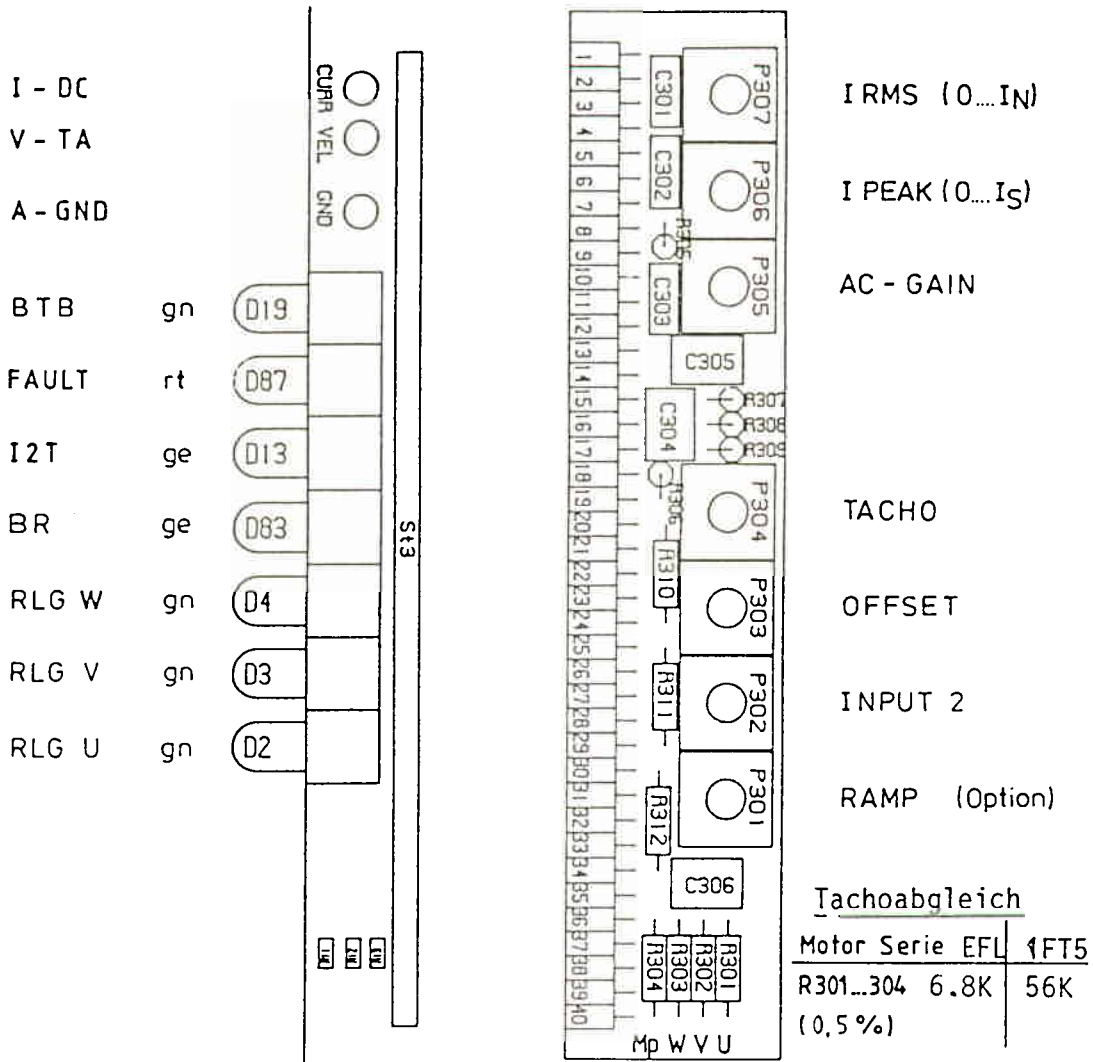 I - DC
V - TA
A - GND
BTB gn
FAULT rt
I2T ge
BR ge
RLG W gn
RLG V gn
RLG U gn
CURR
VEL
GND
D19
D87
D13
D83
D4
D3
D2
St3
1
2
3
4
5
6
7
8
9
10
11
12
13
14
15
16
17
18
19
20
21
22
23
24
25
26
27
28
29
30
31
32
33
34
35
36
37
38
39
40
C301
C302
R305
C303
C305
C304
R307
R308
R309
R306
R310
R311
R312
C306
R304
R303
R302
R301
Mp W V U
P307
P306
P305
P304
P303
P302
P301
I RMS (0....IN)
I PEAK (0....IS)
AC - GAIN
TACHO
OFFSET
INPUT 2
RAMP (Option)
Tachoabgleich
Motor Serie EFL 1FT5
R301...304 6.8K 56K
(0,5 %)